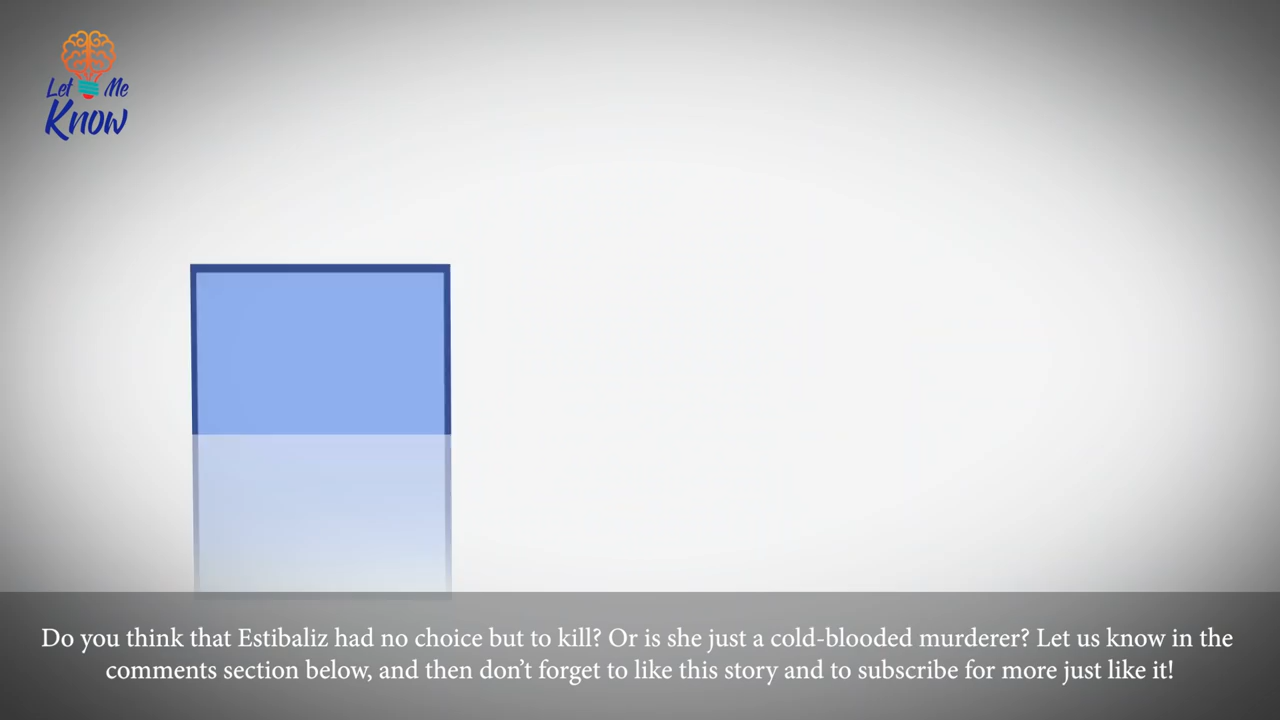 Let Me
Know
Do you think that Estibaliz had no choice but to kill? Or is she just a cold-blooded murderer? Let us know in the
comments section below, and then don’t forget to like this story and to subscribe for more just like it!